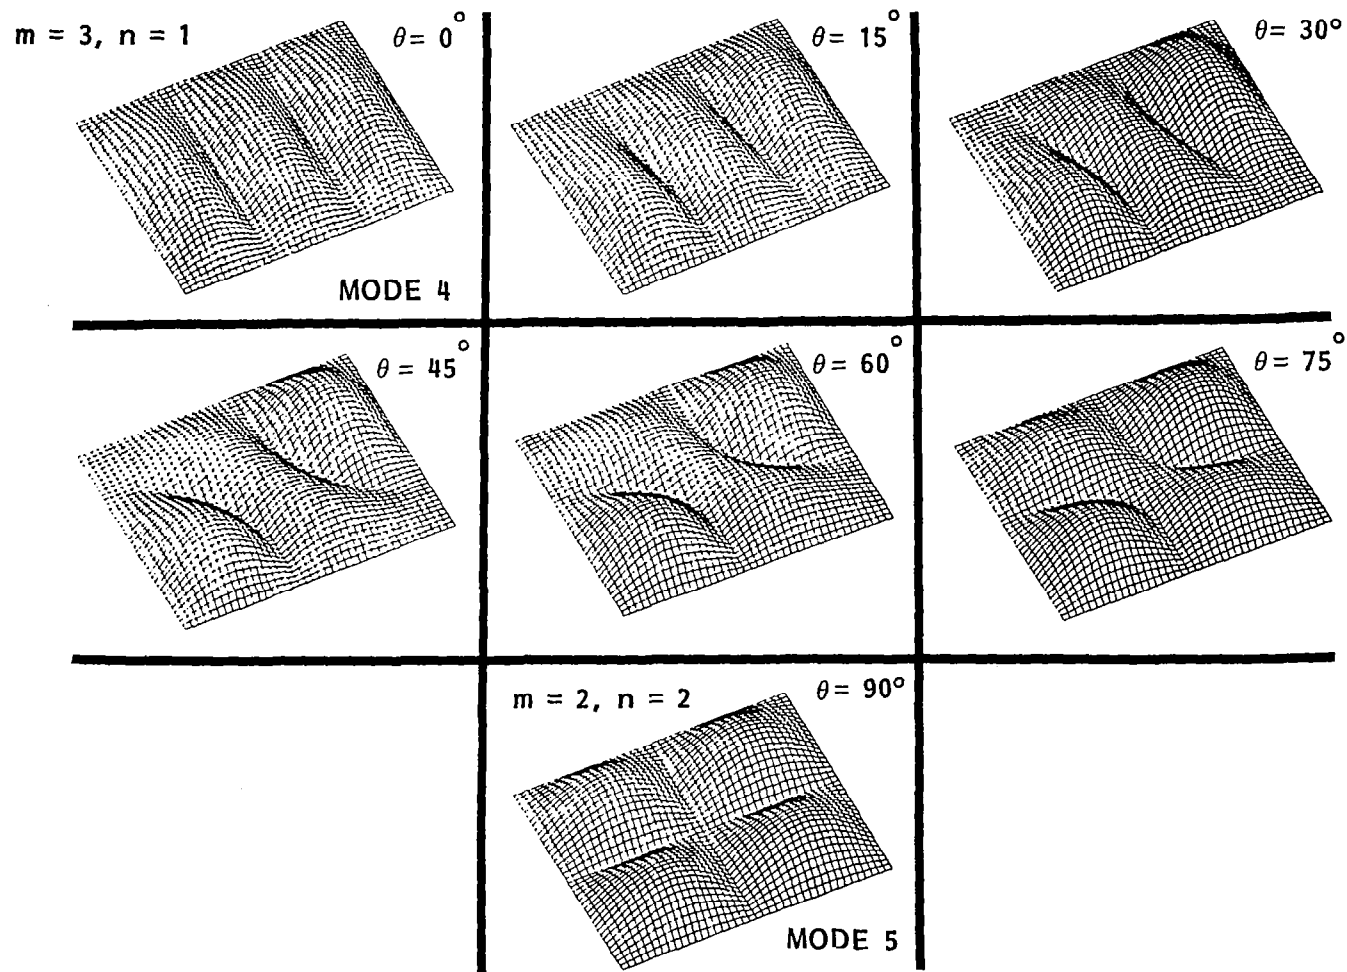 m = 3, n = 1
θ = 0°
MODE 4
θ = 15°
θ = 30°
θ = 45°
θ = 60°
θ = 75°
m = 2, n = 2
θ = 90°
MODE 5